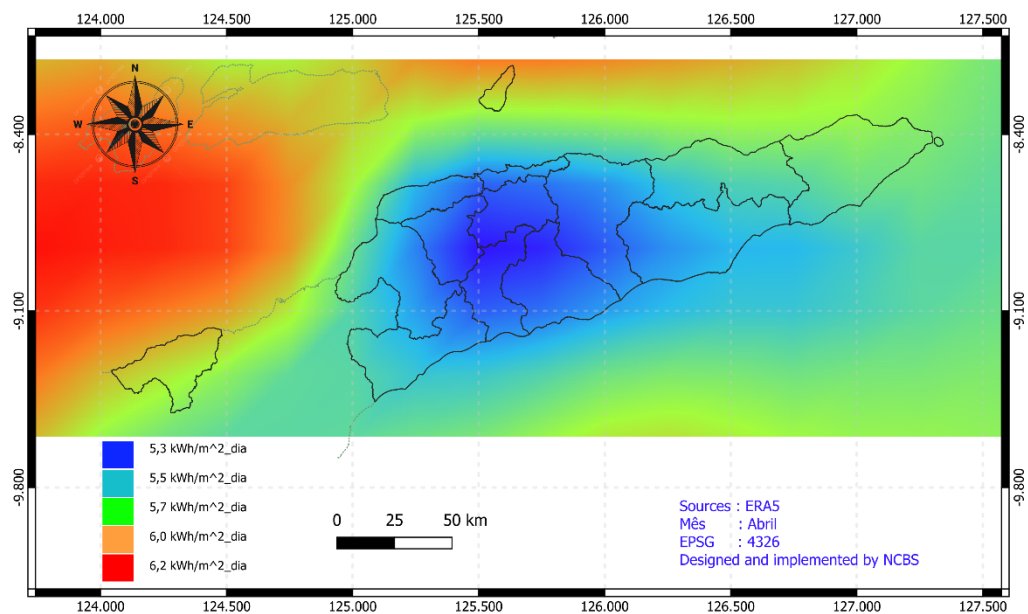 124.000 124.500 125.000 125.500 126.000 126.500 127.000 127.500
N
W E
S
-8.400 -8.400
-9.100 -9.100
-9.800 -9.800
5,3 kWh/m^2_dia
5,5 kWh/m^2_dia
5,7 kWh/m^2_dia
6,0 kWh/m^2_dia
6,2 kWh/m^2_dia
0 25 50 km
Sources : ERA5
Mês : Abril
EPSG : 4326
Designed and implemented by NCBS
124.000 124.500 125.000 125.500 126.000 126.500 127.000 127.500